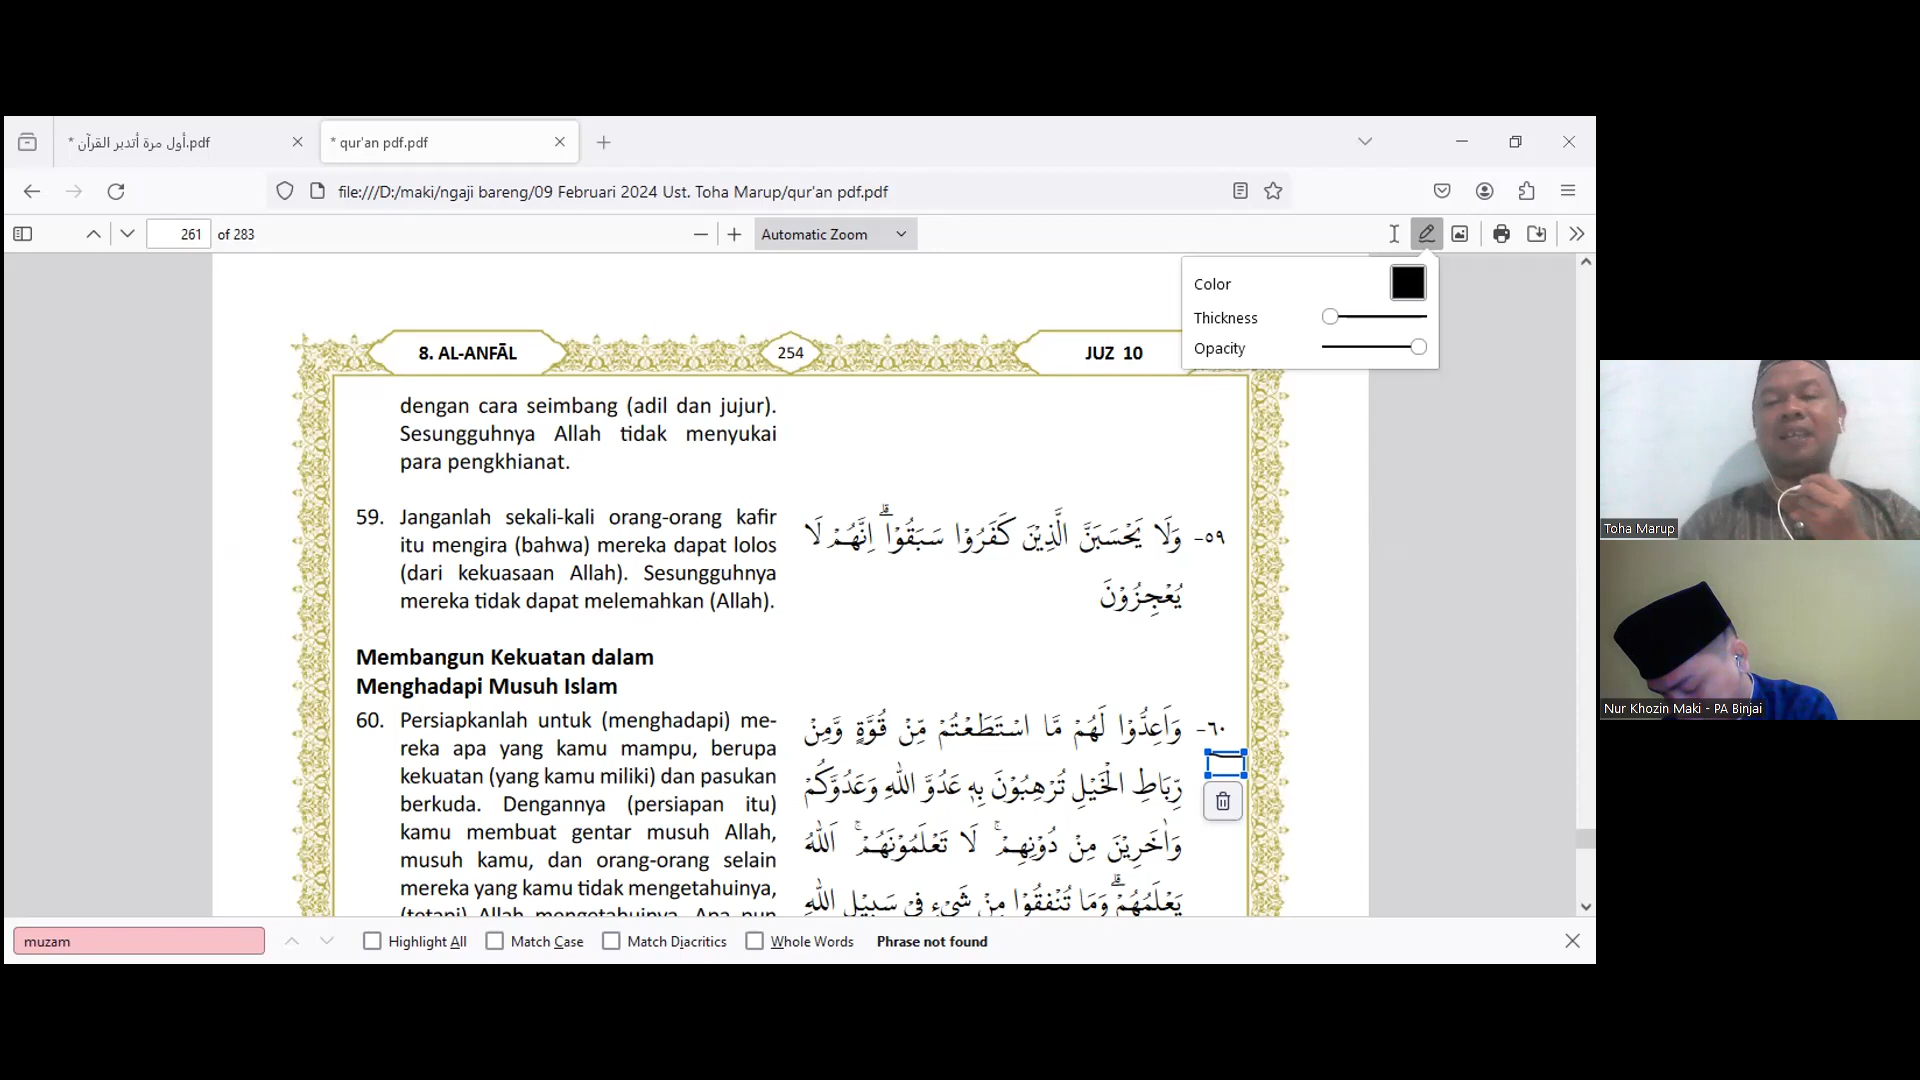 * أول مرة أتدبر القرآن.pdf
* qur'an pdf.pdf
file:///D:/maki/ngaji bareng/09 Februari 2024 Ust. Toha Marup/qur'an pdf.pdf
261 of 283
Automatic Zoom
Color
Thickness
Opacity
8. AL-ANFĀL
254
JUZ 10
dengan cara seimbang (adil dan jujur).
Sesungguhnya Allah tidak menyukai
para pengkhianat.
59. Janganlah sekali-kali orang-orang kafir
itu mengira (bahwa) mereka dapat lolos
(dari kekuasaan Allah). Sesungguhnya
mereka tidak dapat melemahkan (Allah).
٥٩- وَلَا يَحْسَبَنَّ الَّذِيْنَ كَفَرُوْا سَبَقُوْاۗ اِنَّهُمْ لَا
يُعْجِزُوْنَ
Membangun Kekuatan dalam
Menghadapi Musuh Islam
60. Persiapkanlah untuk (menghadapi) me-
reka apa yang kamu mampu, berupa
kekuatan (yang kamu miliki) dan pasukan
berkuda. Dengannya (persiapan itu)
kamu membuat gentar musuh Allah,
musuh kamu, dan orang-orang selain
mereka yang kamu tidak mengetahuinya,
(tetapi) Allah mengetahuinya. Apa pun
٦٠- وَاَعِدُّوْا لَهُمْ مَّا اسْتَطَعْتُمْ مِّنْ قُوَّةٍ وَّمِنْ
رِّبَاطِ الْخَيْلِ تُرْهِبُوْنَ بِهٖ عَدُوَّ اللّٰهِ وَعَدُوَّكُمْ
وَاٰخَرِيْنَ مِنْ دُوْنِهِمْۚ لَا تَعْلَمُوْنَهُمْۚ اَللّٰهُ
يَعْلَمُهُمْۗ وَمَا تُنْفِقُوْا مِنْ شَيْءٍ فِيْ سَبِيْلِ اللّٰهِ
muzam
Highlight All
Match Case
Match Diacritics
Whole Words
Phrase not found
Toha Marup
Nur Khozin Maki - PA Binjai